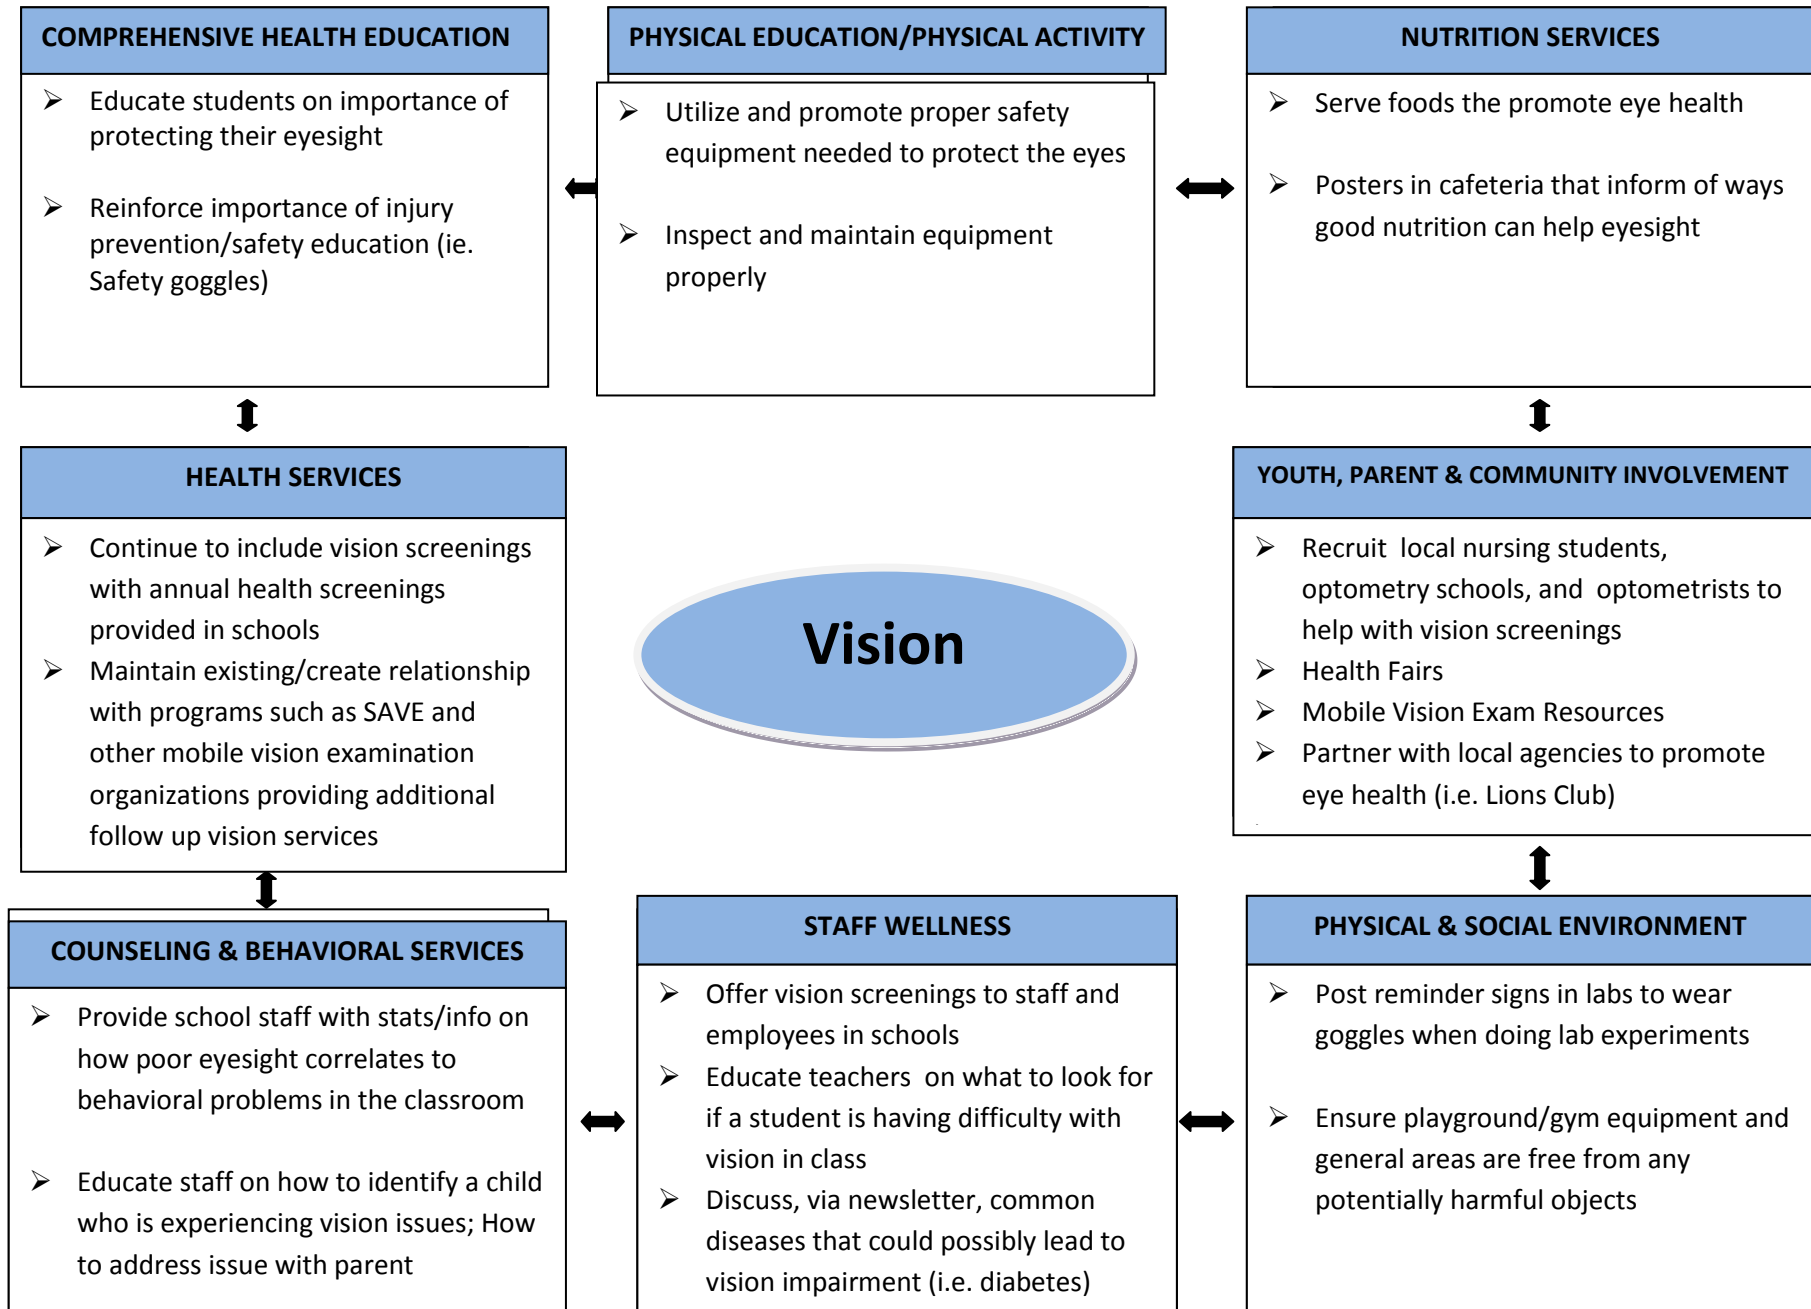 COMPREHENSIVE HEALTH EDUCATION
➢ Educate students on importance of
protecting their eyesight
➢ Reinforce importance of injury
prevention/safety education (ie.
Safety goggles)
PHYSICAL EDUCATION/PHYSICAL ACTIVITY
➢ Utilize and promote proper safety
equipment needed to protect the eyes
➢ Inspect and maintain equipment
properly
NUTRITION SERVICES
➢ Serve foods the promote eye health
➢ Posters in cafeteria that inform of ways
good nutrition can help eyesight
HEALTH SERVICES
➢ Continue to include vision screenings
with annual health screenings
provided in schools
➢ Maintain existing/create relationship
with programs such as SAVE and
other mobile vision examination
organizations providing additional
follow up vision services
Vision
YOUTH, PARENT & COMMUNITY INVOLVEMENT
➢ Recruit local nursing students,
optometry schools, and optometrists to
help with vision screenings
➢ Health Fairs
➢ Mobile Vision Exam Resources
➢ Partner with local agencies to promote
eye health (i.e. Lions Club)
COUNSELING & BEHAVIORAL SERVICES
➢ Provide school staff with stats/info on
how poor eyesight correlates to
behavioral problems in the classroom
➢ Educate staff on how to identify a child
who is experiencing vision issues; How
to address issue with parent
STAFF WELLNESS
➢ Offer vision screenings to staff and
employees in schools
➢ Educate teachers on what to look for
if a student is having difficulty with
vision in class
➢ Discuss, via newsletter, common
diseases that could possibly lead to
vision impairment (i.e. diabetes)
PHYSICAL & SOCIAL ENVIRONMENT
➢ Post reminder signs in labs to wear
goggles when doing lab experiments
➢ Ensure playground/gym equipment and
general areas are free from any
potentially harmful objects